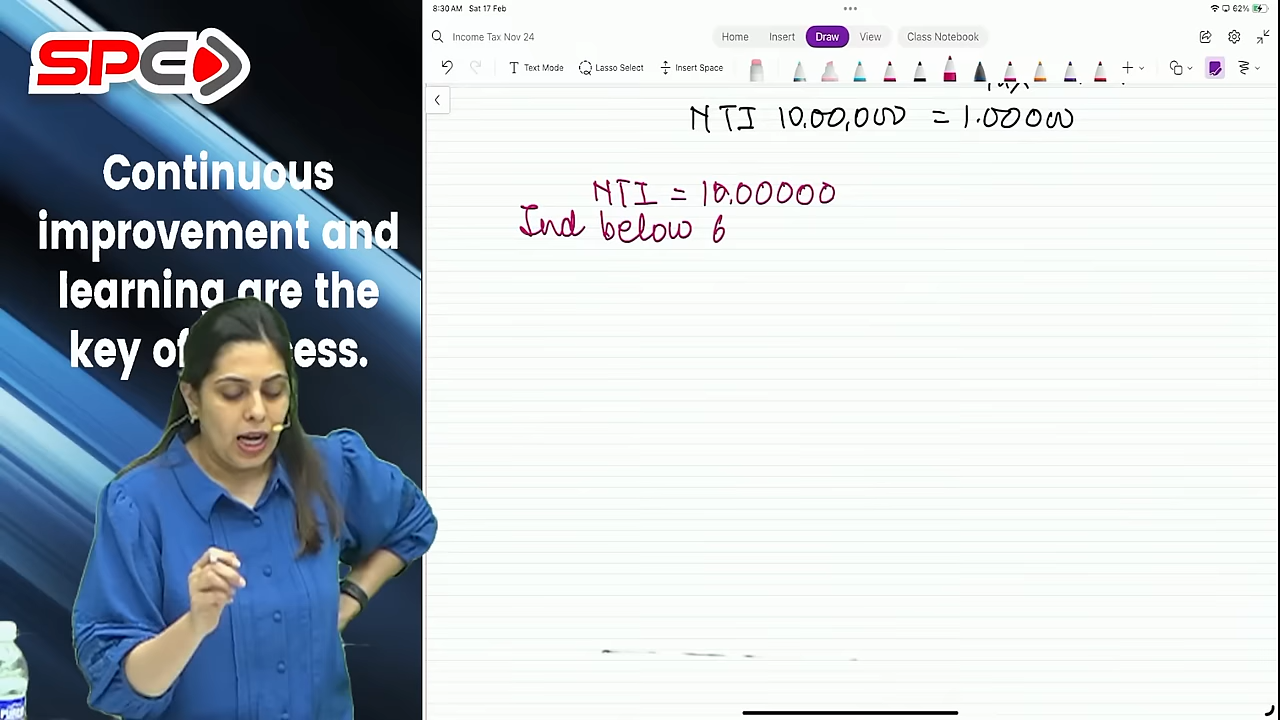 SPED
Continuous
improvement and
learning are the
key of ess.
8:30 AM Sat 17 Feb
62%
Income Tax Nov 24
Home Insert Draw View Class Notebook
Text Mode Lasso Select Insert Space
NTI 10,00,000 = 1.00000
NTI = 10.00000
Ind below 6